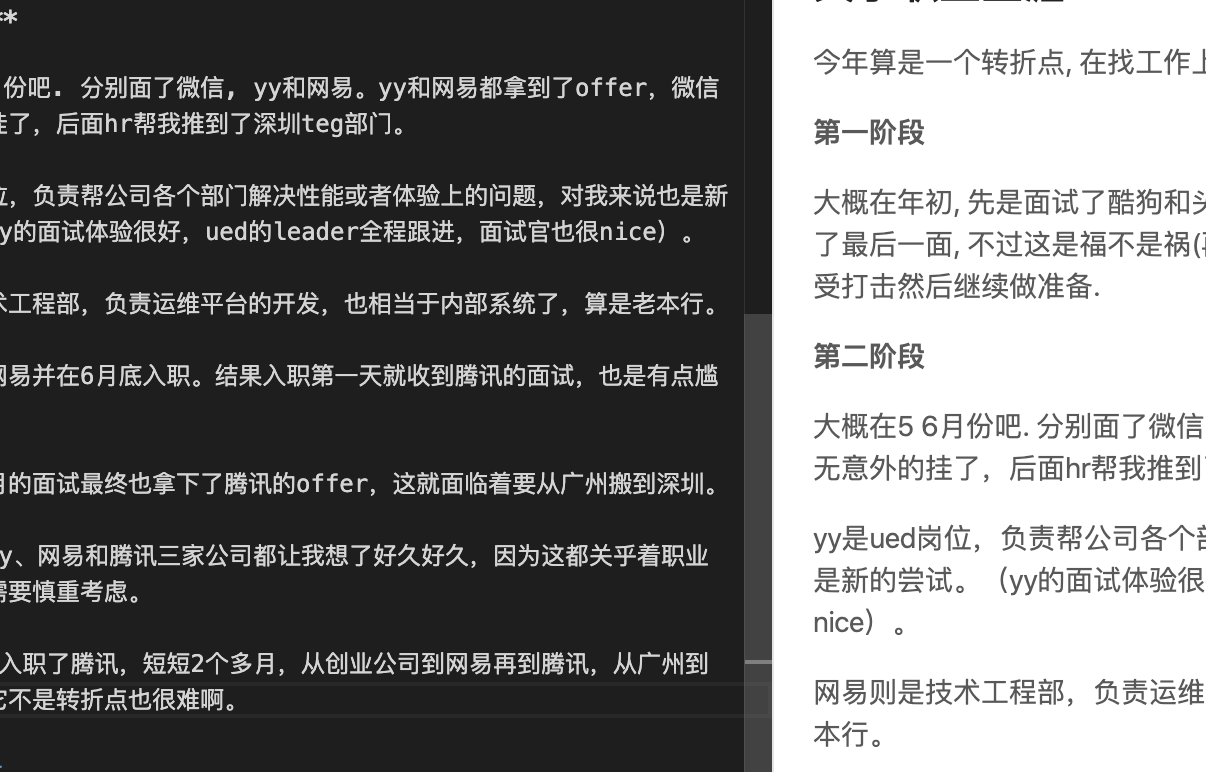 **
份吧. 分别面了微信, yy和网易。yy和网易都拿到了offer，微信
挂了，后面hr帮我推到了深圳teg部门。
位，负责帮公司各个部门解决性能或者体验上的问题，对我来说也是新
y的面试体验很好，ued的leader全程跟进，面试官也很nice）。
术工程部，负责运维平台的开发，也相当于内部系统了，算是老本行。
网易并在6月底入职。结果入职第一天就收到腾讯的面试，也是有点尴
月的面试最终也拿下了腾讯的offer，这就面临着要从广州搬到深圳。
y、网易和腾讯三家公司都让我想了好久好久，因为这都关乎着职业
需要慎重考虑。
入职了腾讯，短短2个多月，从创业公司到网易再到腾讯，从广州到
它不是转折点也很难啊。
今年算是一个转折点, 在找工作上
第一阶段
大概在年初, 先是面试了酷狗和头
了最后一面, 不过这是福不是祸(
受打击然后继续做准备.
第二阶段
大概在5 6月份吧. 分别面了微信
无意外的挂了，后面hr帮我推到
yy是ued岗位，负责帮公司各个部
是新的尝试。（yy的面试体验很
nice）。
网易则是技术工程部，负责运维
本行。